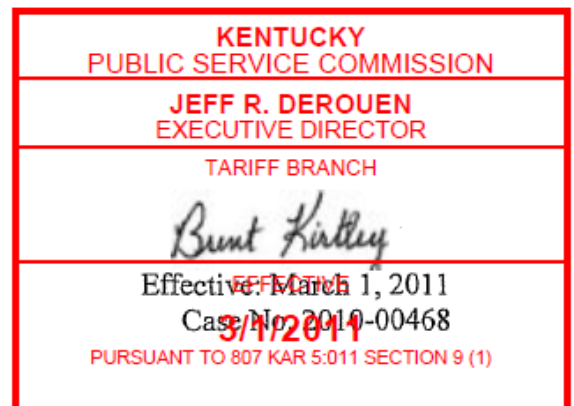 KENTUCKY
PUBLIC SERVICE COMMISSION
JEFF R. DEROUEN
EXECUTIVE DIRECTOR
TARIFF BRANCH
Brent Kirtley
Effective: March 1, 2011
EFFECTIVE
Case No. 2010-00468
3/1/2011
PURSUANT TO 807 KAR 5:011 SECTION 9 (1)